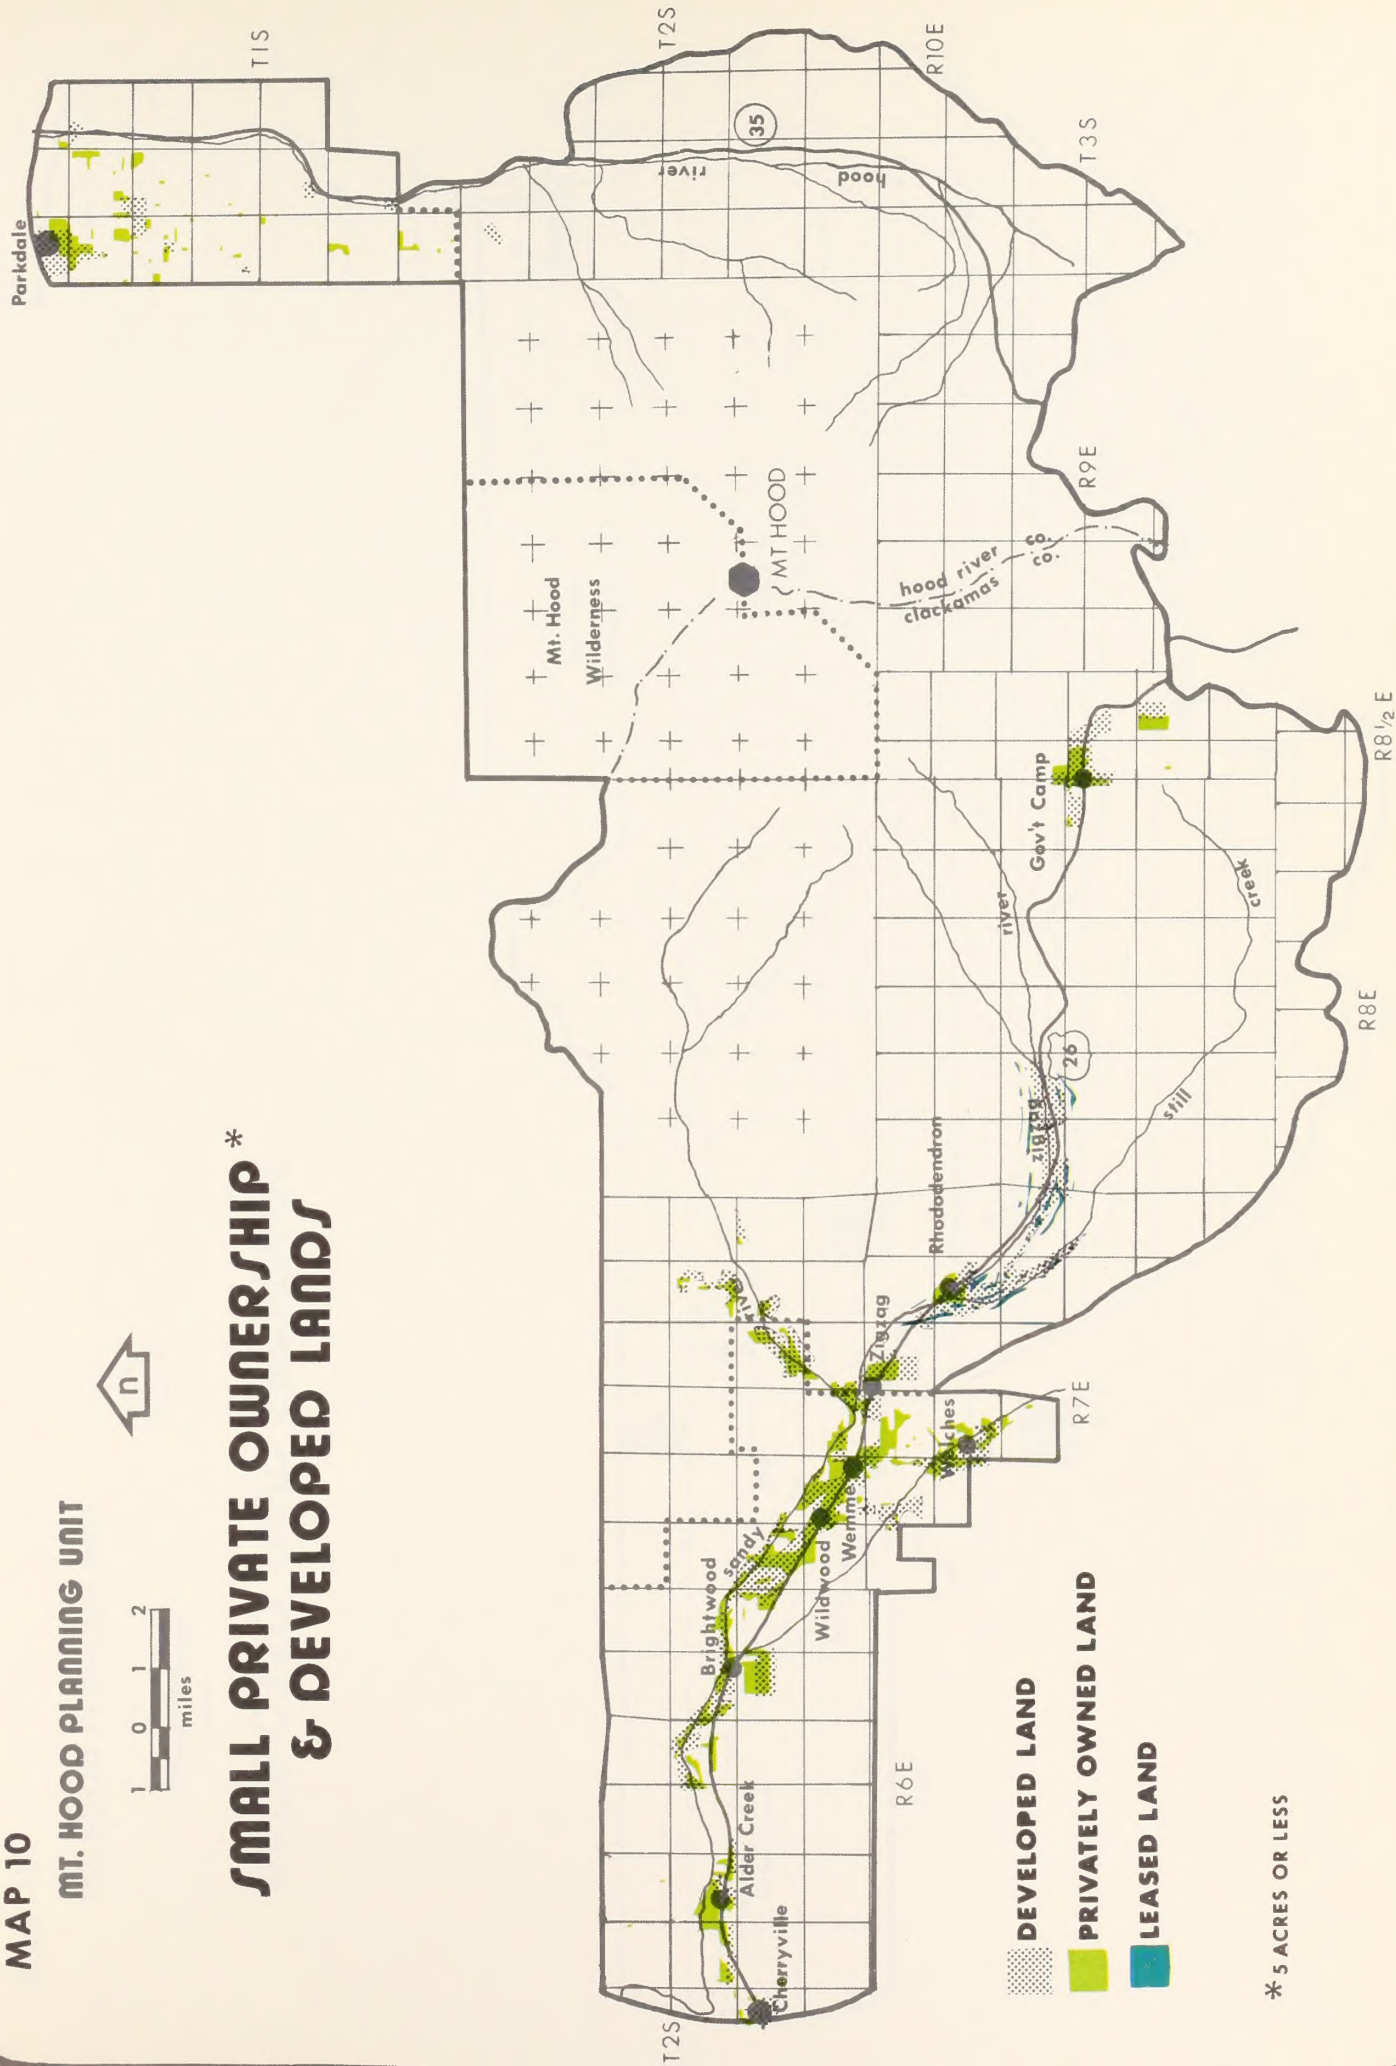 MAP 10
MT. HOOD PLANNING UNIT
n
1 0 1 2
miles
SMALL PRIVATE OWNERSHIP *
& DEVELOPED LANDS
Parkdale
T1S
T2S
R10E
T3S
35
river
hood
R9E
Mt. Hood
Wilderness
MT HOOD
hood river co.
clackamas co.
Gov't Camp
R8½E
river
creek
R8E
26
zigzag
still
Rhododendron
river
Zigzag
R7E
Welches
Wemme
Wildwood
sandy
Brightwood
R6E
Alder Creek
Cherryville
T2S
DEVELOPED LAND
PRIVATELY OWNED LAND
LEASED LAND
* 5 ACRES OR LESS